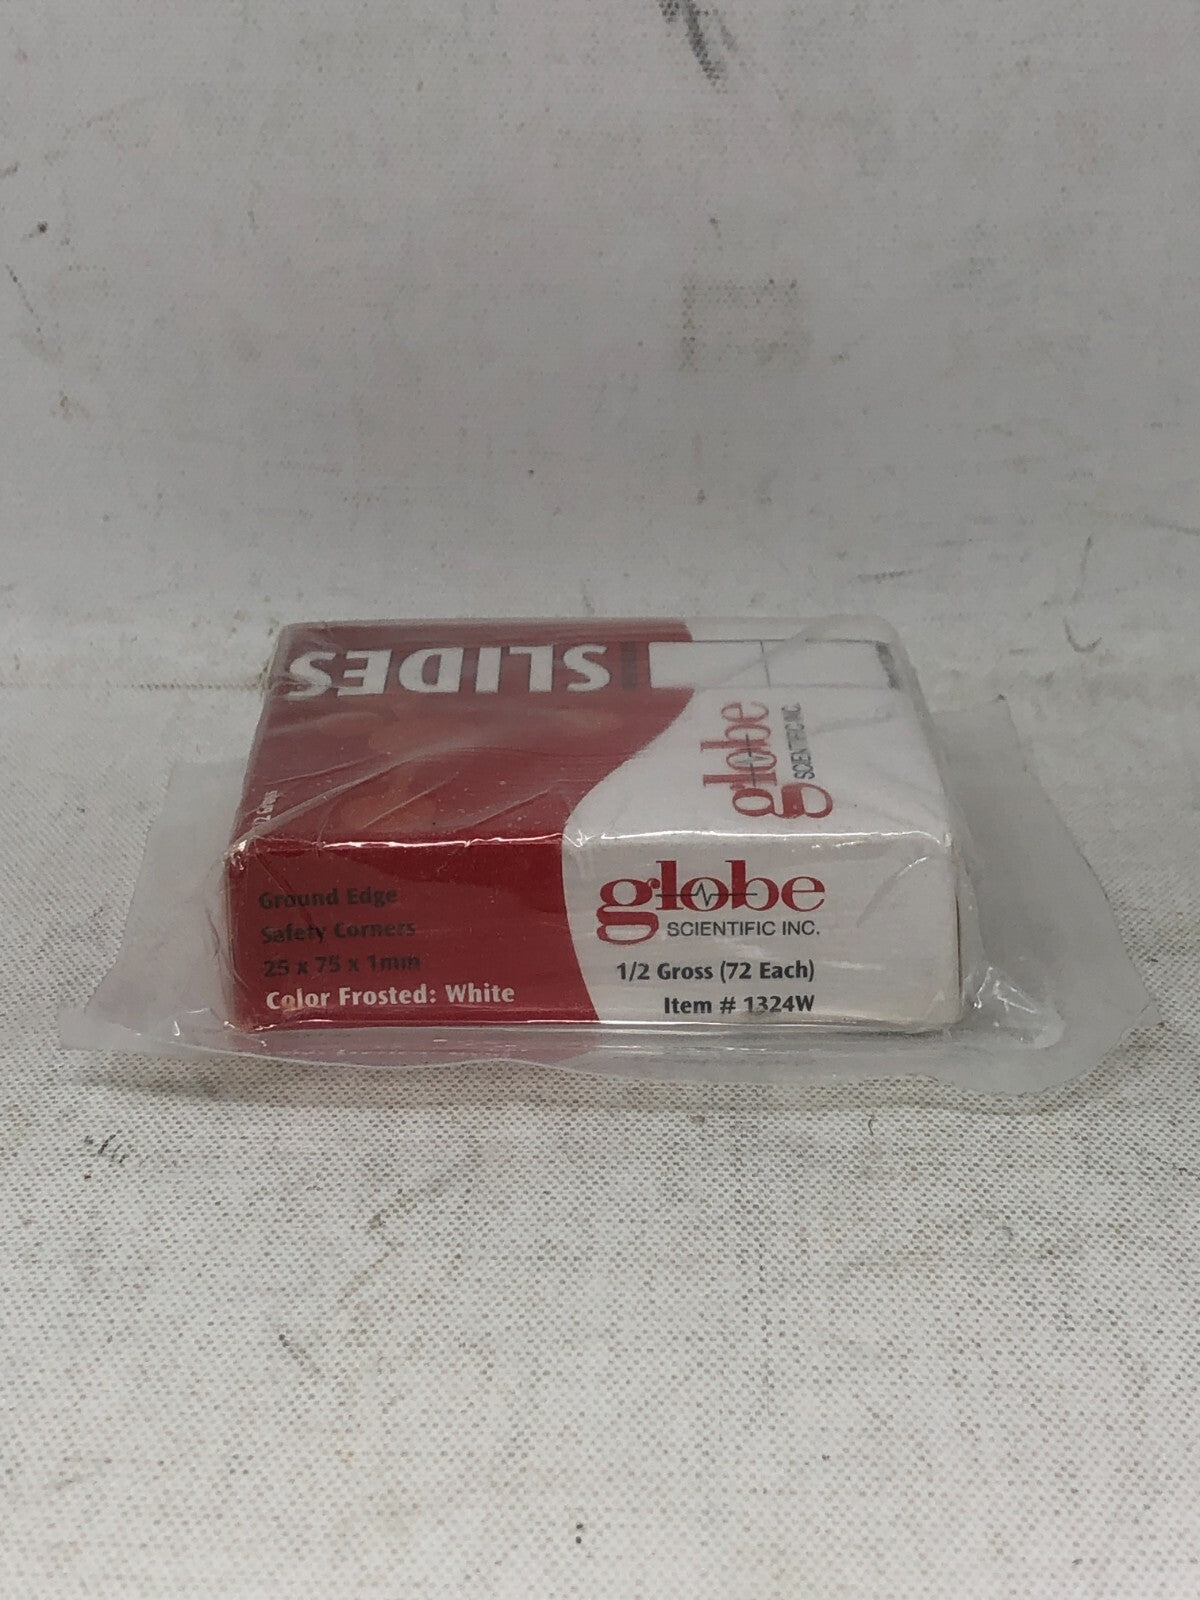 SLIDES
globe
SCIENTIFIC INC.
Ground Edge
Safety Corners
25 x 75 x 1mm
Color Frosted: White
globe
SCIENTIFIC INC.
1/2 Gross (72 Each)
Item # 1324W